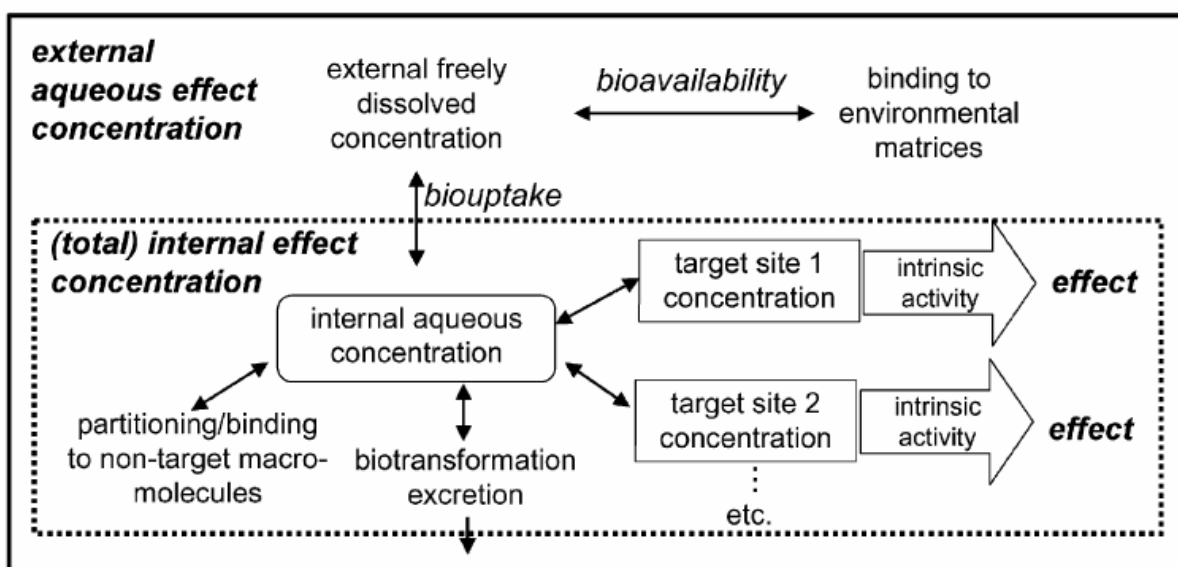 external
aqueous effect
concentration
external freely
dissolved
concentration
bioavailability
binding to
environmental
matrices
biouptake
(total) internal effect
concentration
internal aqueous
concentration
target site 1
concentration
intrinsic
activity
effect
target site 2
concentration
intrinsic
activity
effect
partitioning/binding
to non-target macro-
molecules
biotransformation
excretion
etc.